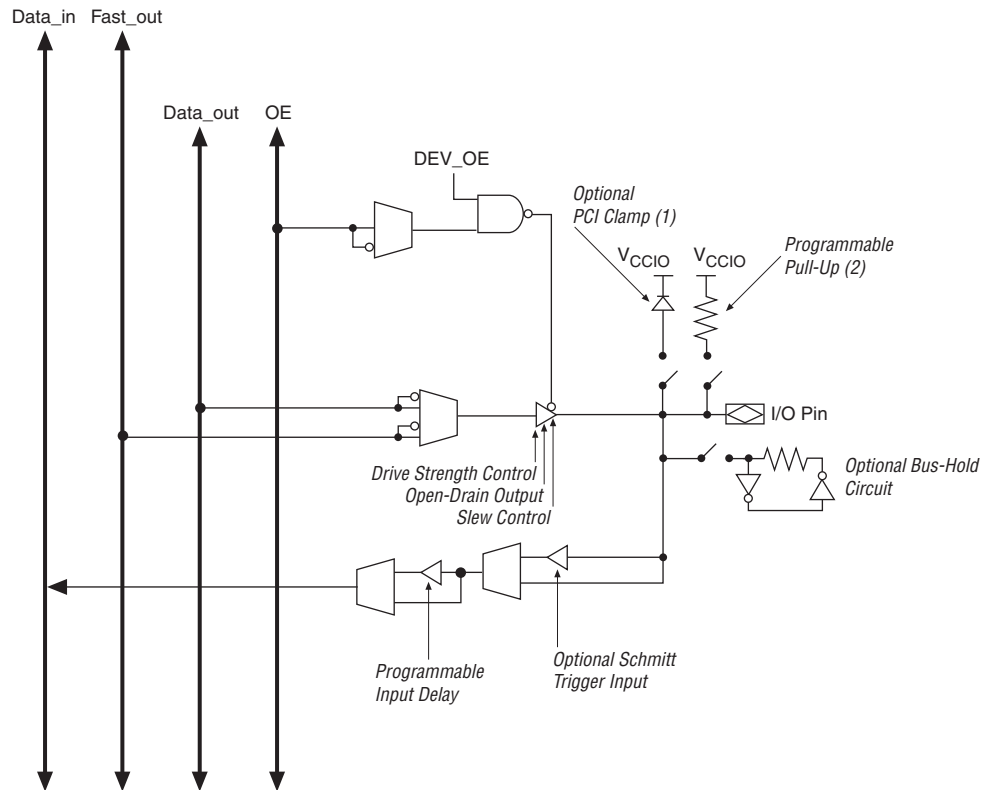 Data_in Fast_out
Data_out OE
DEV_OE
Optional
PCI Clamp (1)
VCCIO VCCIO
Programmable
Pull-Up (2)
I/O Pin
Drive Strength Control
Open-Drain Output
Slew Control
Optional Bus-Hold
Circuit
Programmable
Input Delay
Optional Schmitt
Trigger Input